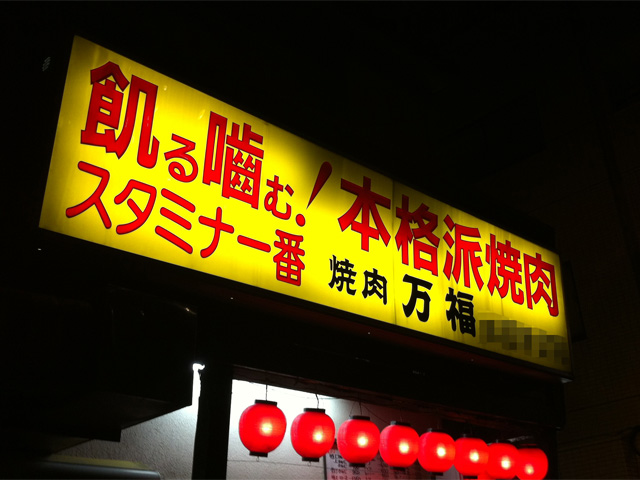 飢る噛む!本格派焼肉
スタミナ一番
焼肉 万福